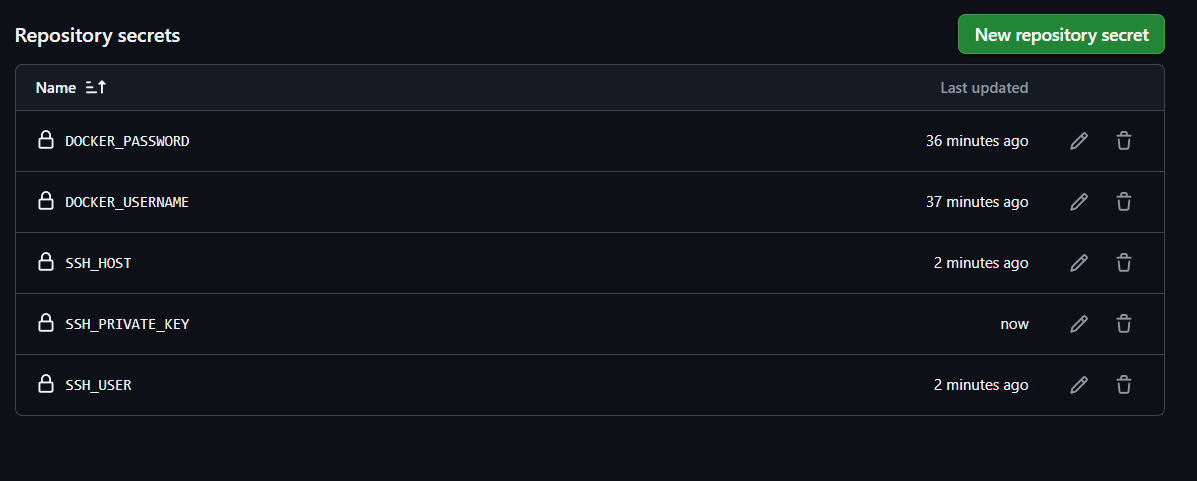 Repository secrets
New repository secret
Name
Last updated
DOCKER_PASSWORD
36 minutes ago
DOCKER_USERNAME
37 minutes ago
SSH_HOST
2 minutes ago
SSH_PRIVATE_KEY
now
SSH_USER
2 minutes ago